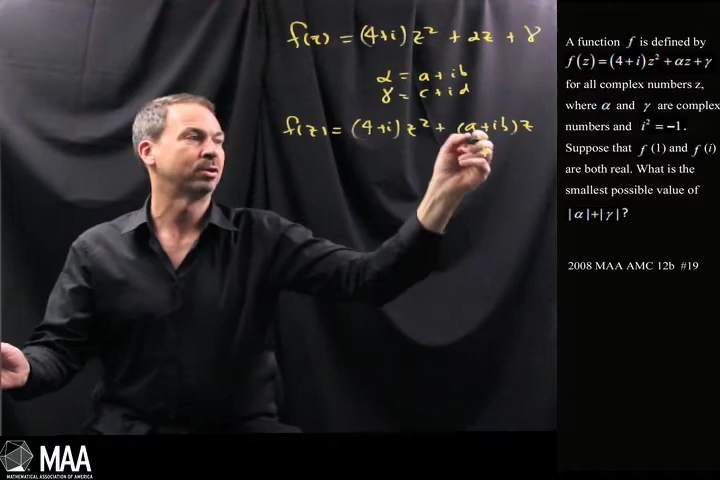 f(z) = (4+i) z² + αz + γ
α = a + ib
γ = c + id
f(z) = (4+i) z² + (a+ib) z
A function f is defined by
f(z)=(4+i)z²+αz+γ
for all complex numbers z,
where α and γ are complex
numbers and i²=−1.
Suppose that f(1) and f(i)
are both real. What is the
smallest possible value of
|α|+|γ|?
2008 MAA AMC 12b #19
MAA
MATHEMATICAL ASSOCIATION OF AMERICA